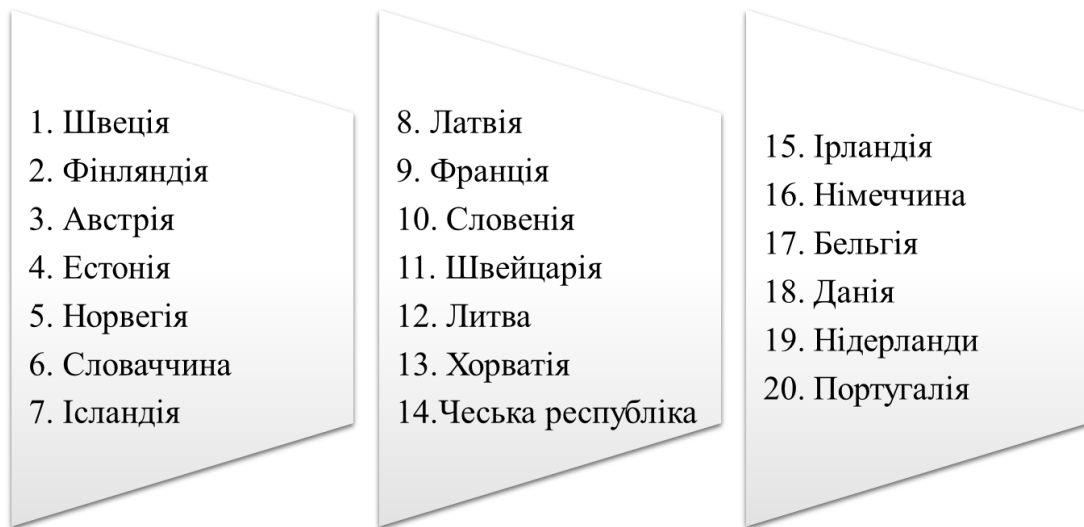 1. Швеція
2. Фінляндія
3. Австрія
4. Естонія
5. Норвегія
6. Словаччина
7. Ісландія
8. Латвія
9. Франція
10. Словенія
11. Швейцарія
12. Литва
13. Хорватія
14.Чеська республіка
15. Ірландія
16. Німеччина
17. Бельгія
18. Данія
19. Нідерланди
20. Португалія